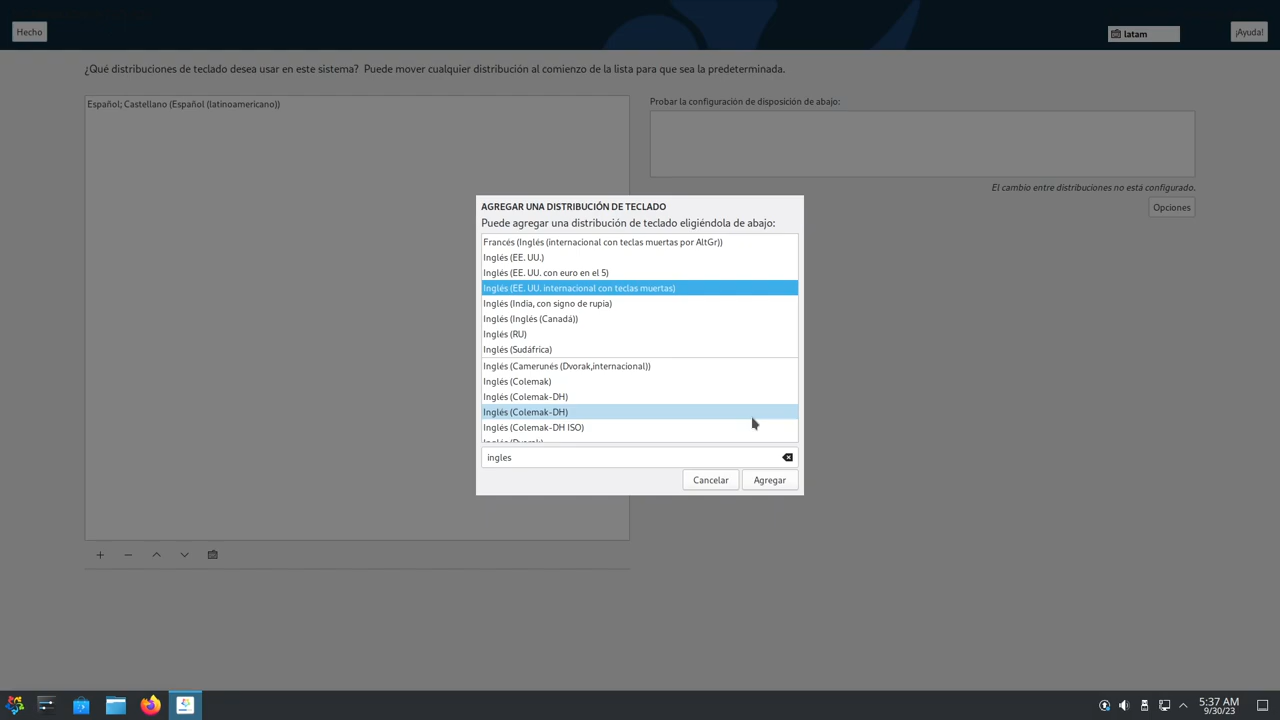 Hecho
latam
¡Ayuda!
¿Qué distribuciones de teclado desea usar en este sistema?  Puede mover cualquier distribución al comienzo de la lista para que sea la predeterminada.
Español; Castellano (Español (latinoamericano))
Probar la configuración de disposición de abajo:
El cambio entre distribuciones no está configurado.
Opciones
AGREGAR UNA DISTRIBUCIÓN DE TECLADO
Puede agregar una distribución de teclado eligiéndola de abajo:
Francés (Inglés (internacional con teclas muertas por AltGr))
Inglés (EE. UU.)
Inglés (EE. UU. con euro en el 5)
Inglés (EE. UU. internacional con teclas muertas)
Inglés (India, con signo de rupia)
Inglés (Inglés (Canadá))
Inglés (RU)
Inglés (Sudáfrica)
Inglés (Camerunés (Dvorak,internacional))
Inglés (Colemak)
Inglés (Colemak-DH)
Inglés (Colemak-DH)
Inglés (Colemak-DH ISO)
Inglés (Dvorak)
ingles
Cancelar
Agregar
5:37 AM
9/30/23